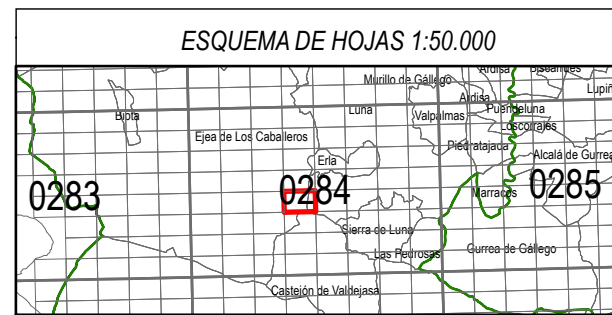 ESQUEMA DE HOJAS 1:50.000
Murillo de Gállego
Ardisa
Biscarrués
Lupiñ
Biota
Luna
Ardisa
Valpalmas
Puendeluna
Loscorrales
Ejea de Los Caballeros
Piedratajada
Alcalá de Gurrea
Erla
0283
0284
Marracos
0285
Sierra de Luna
Las Pedrosas
Gurrea de Gállego
Castejón de Valdejasa